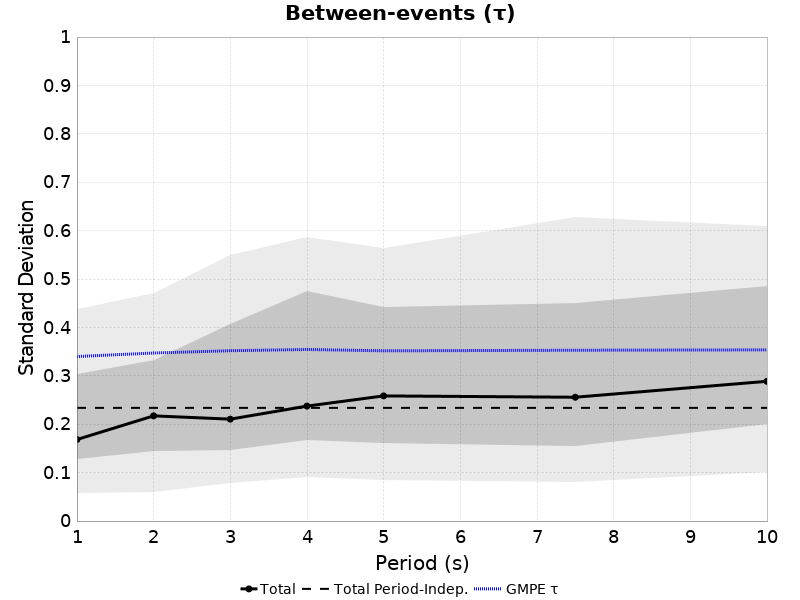 Between-events (τ)
1
0.9
0.8
0.7
0.6
0.5
0.4
0.3
0.2
0.1
0
Standard Deviation
1 2 3 4 5 6 7 8 9 10
Period (s)
Total Total Period-Indep. GMPE τ